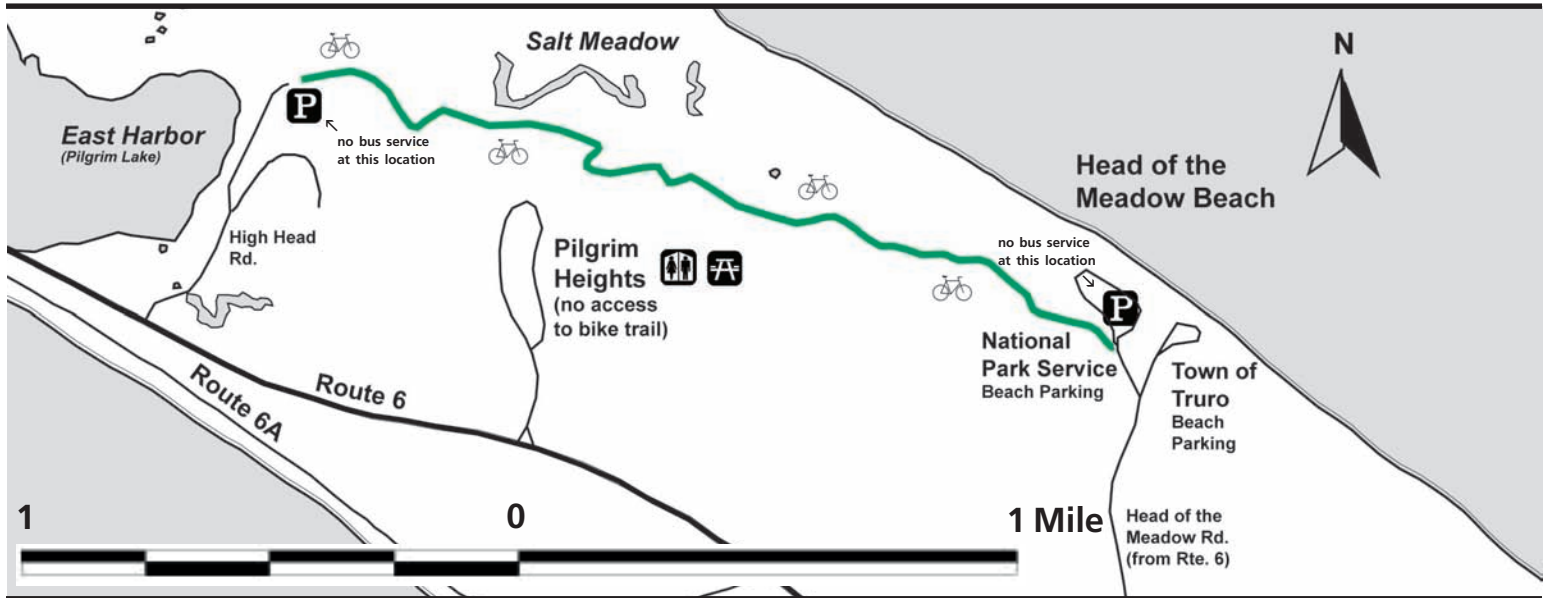 Salt Meadow
N
East Harbor
(Pilgrim Lake)
P
no bus service
at this location
Head of the
Meadow Beach
High Head
Rd.
Pilgrim
Heights
(no access
to bike trail)
no bus service
at this location
P
National
Park Service
Beach Parking
Town of
Truro
Beach
Parking
Route 6
Route 6A
1
0
1 Mile
Head of the
Meadow Rd.
(from Rte. 6)